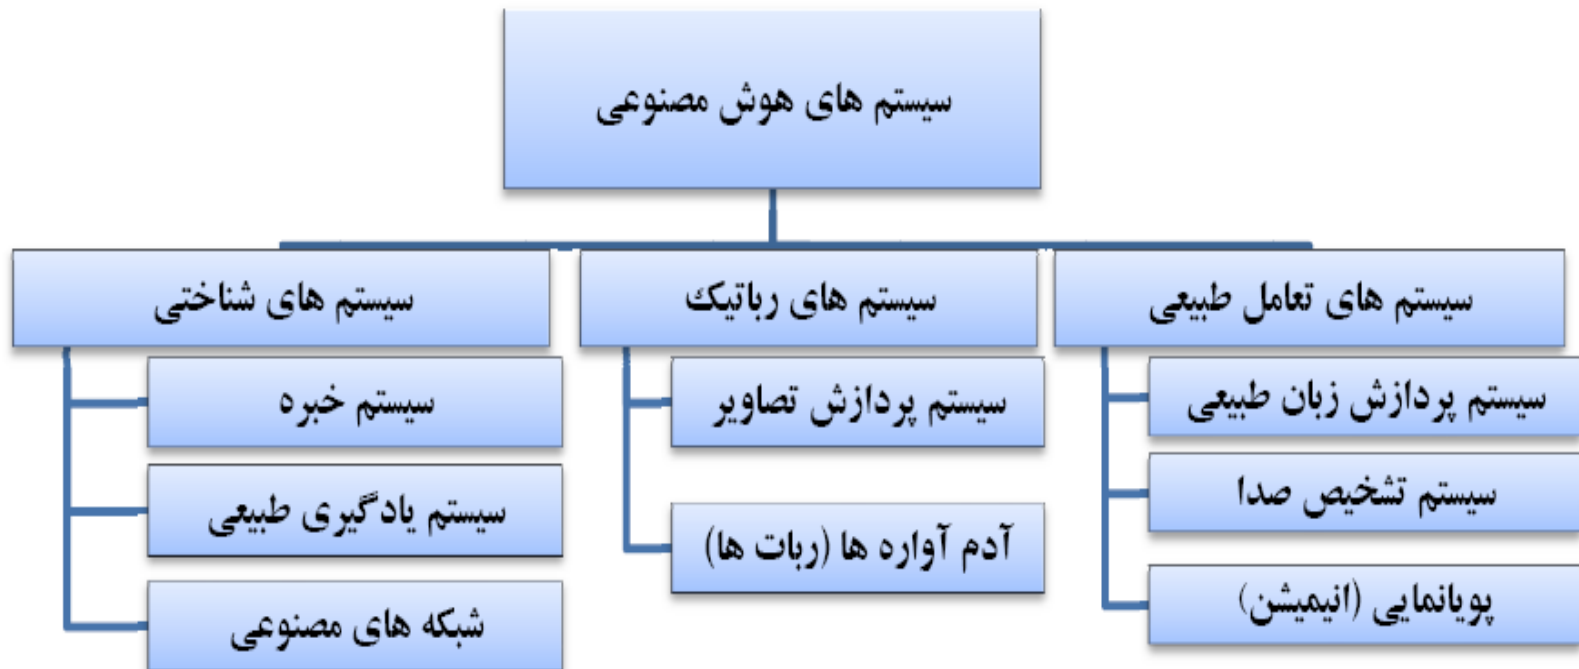 سیستم های هوش مصنوعی
سیستم های تعامل طبیعی
سیستم پردازش زبان طبیعی
سیستم تشخیص صدا
پویانمایی (انیمیشن)
سیستم های رباتیک
سیستم پردازش تصاویر
آدم آواره ها (ربات ها)
سیستم های شناختی
سیستم خبره
سیستم یادگیری طبیعی
شبکه های مصنوعی